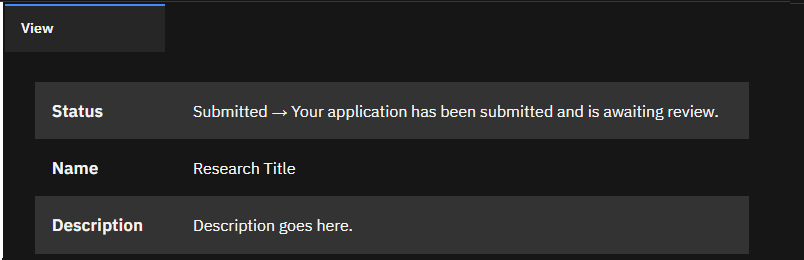 View
Status Submitted → Your application has been submitted and is awaiting review.
Name Research Title
Description Description goes here.